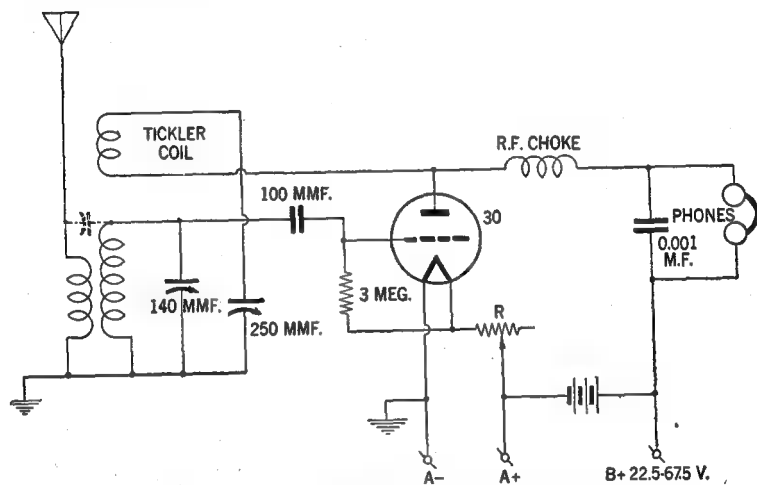 TICKLER
COIL
R.F. CHOKE
100 MMF.
30
PHONES
0.001
M.F.
3 MEG.
140 MMF.
R
250 MMF.
A-
A+
B+ 22.5-67.5 V.